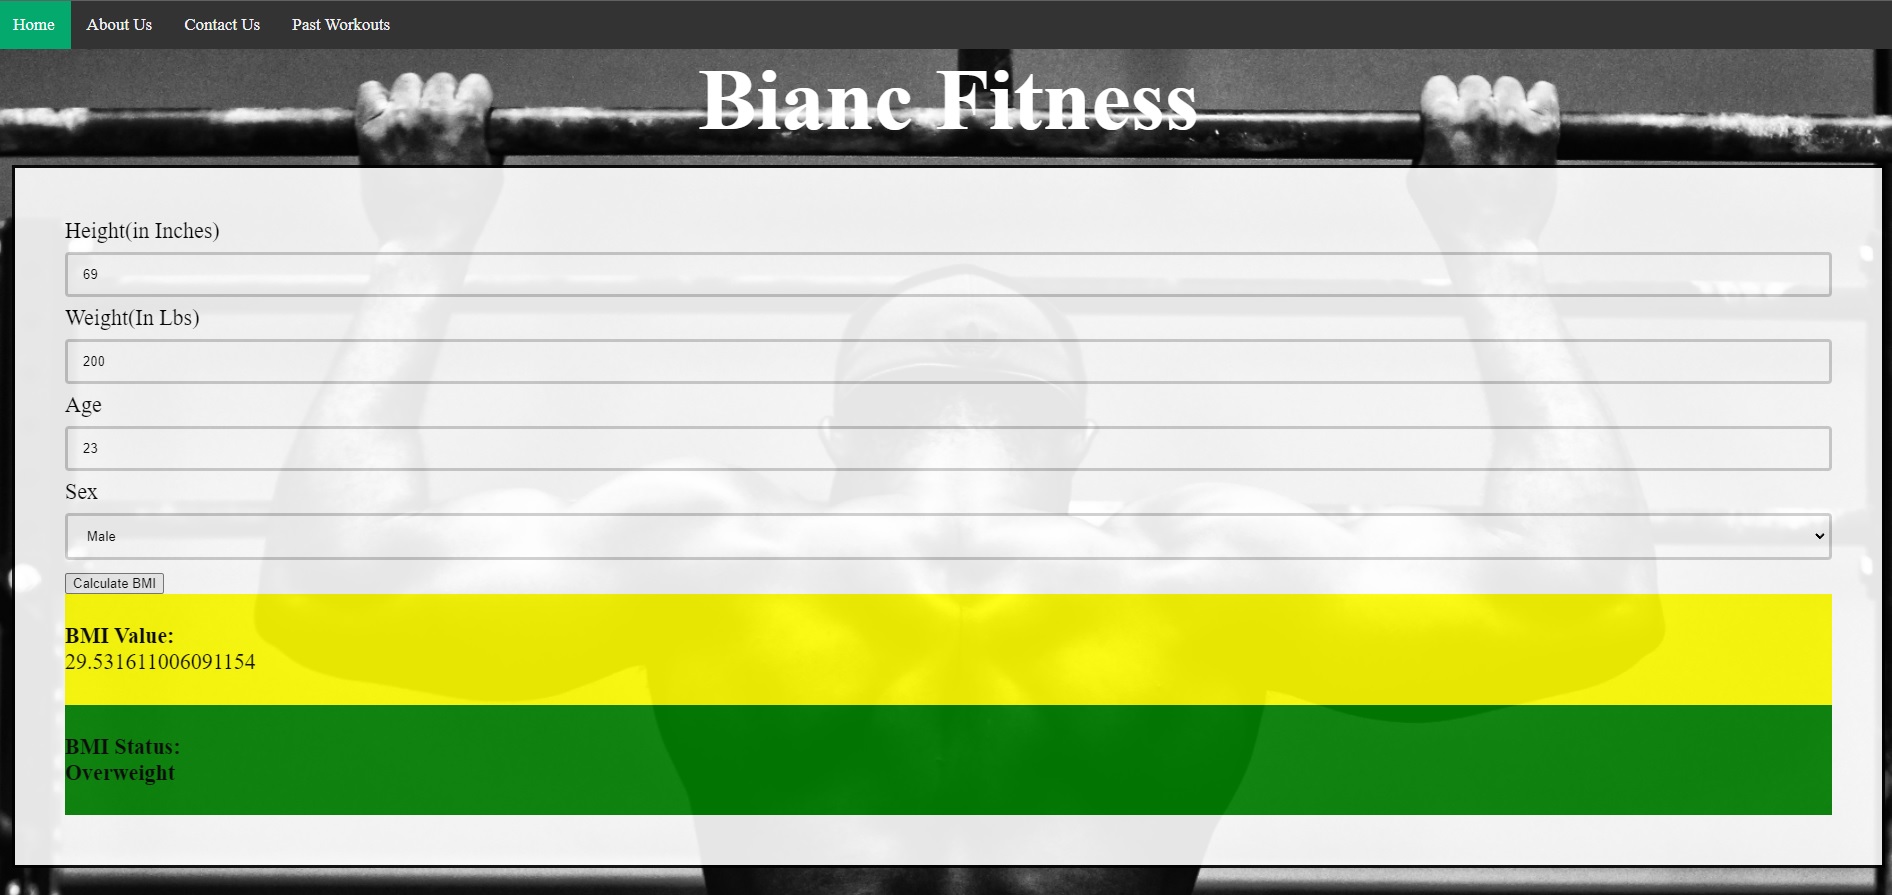 Home About Us Contact Us Past Workouts
Bianc Fitness
Height(in Inches)
69
Weight(In Lbs)
200
Age
23
Sex
Male
Calculate BMI
BMI Value:
29.531611006091154
BMI Status:
Overweight